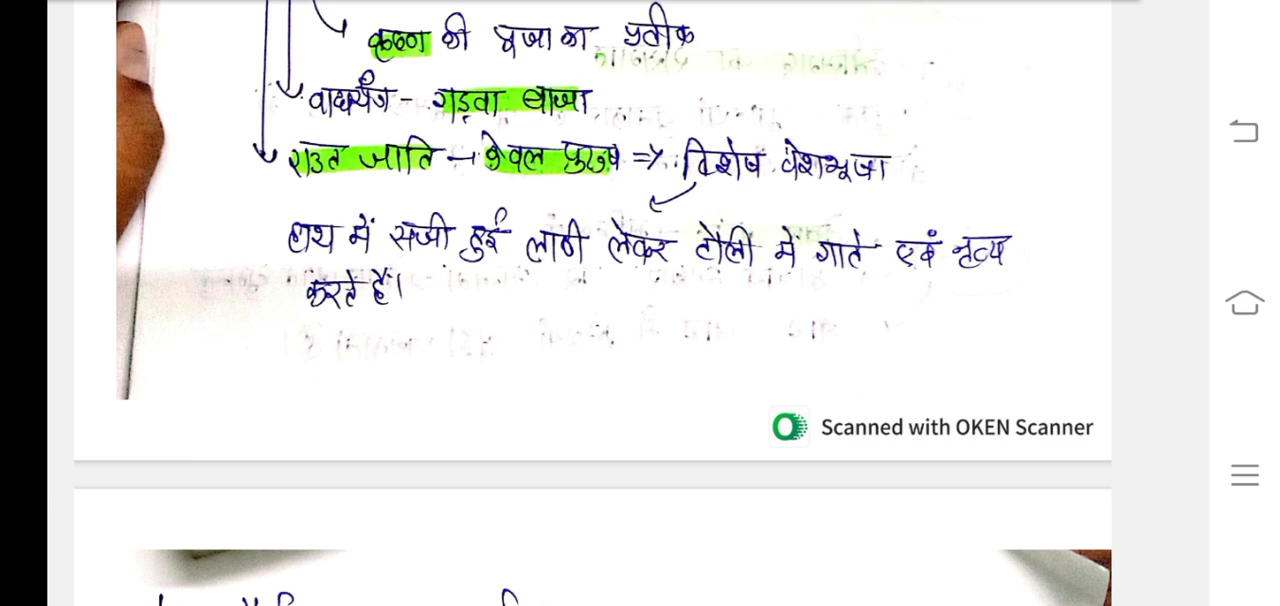 कृष्ण की पूजा का प्रतीक
वाद्ययंत्र - गड़वा बाजा
राउत जाति → केवल पुरुष => विशेष वेशभूषा
हाथ में सजी हुई लाठी लेकर टोली में गाते एवं नृत्य
करते हैं।
Scanned with OKEN Scanner